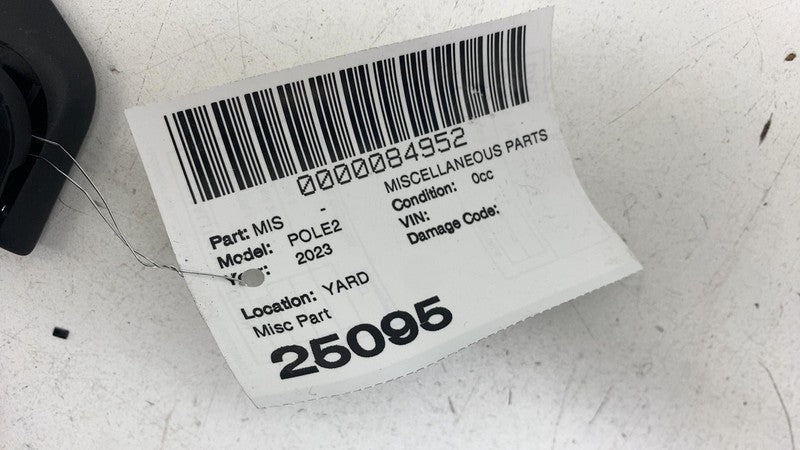 0000084952
Part: MIS - MISCELLANEOUS PARTS
Model: POLE2 Condition: 0cc
2023 VIN:
Damage Code:
Location: YARD
Misc Part
25095